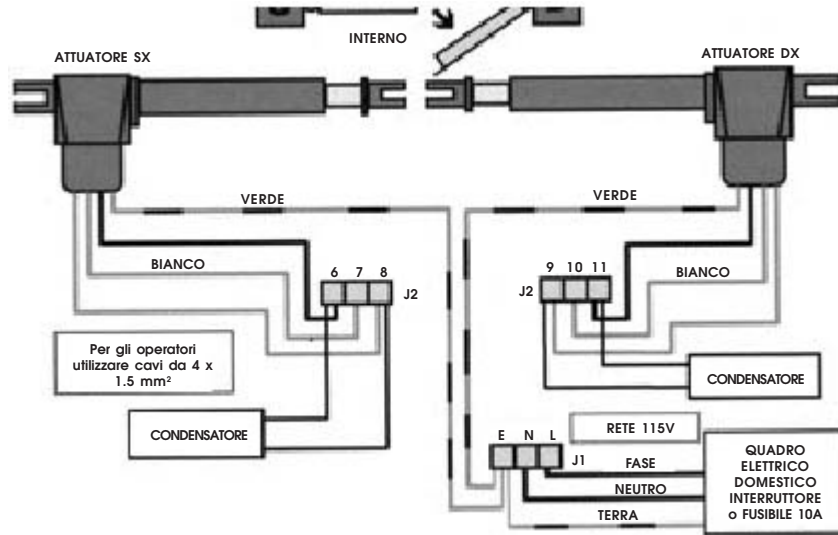 INTERNO
ATTUATORE SX
ATTUATORE DX
VERDE
VERDE
BIANCO
BIANCO
6 7 8
J2
9 10 11
J2
Per gli operatori
utilizzare cavi da 4 x
1.5 mm²
CONDENSATORE
CONDENSATORE
RETE 115V
E N L
J1
FASE
NEUTRO
TERRA
QUADRO
ELETTRICO
DOMESTICO
INTERRUTTORE
o FUSIBILE 10A